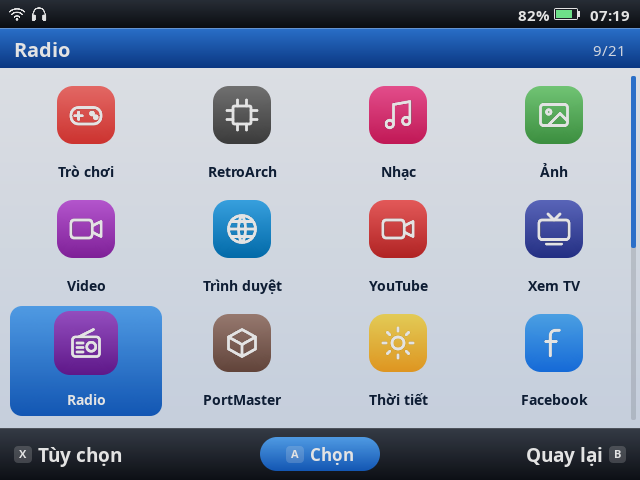 82% 07:19
Radio 9/21
Trò chơi RetroArch Nhạc Ảnh
Video Trình duyệt YouTube Xem TV
Radio PortMaster Thời tiết Facebook
X Tùy chọn A Chọn Quay lại B